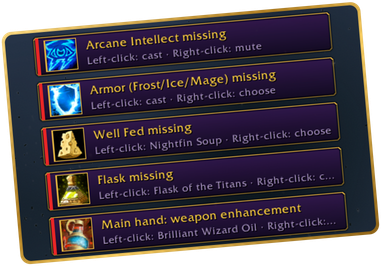 Arcane Intellect missing
Left-click: cast · Right-click: mute
Armor (Frost/Ice/Mage) missing
Left-click: cast · Right-click: choose
Well Fed missing
Left-click: Nightfin Soup · Right-click: choose
Flask missing
Left-click: Flask of the Titans · Right-click: c...
Main hand: weapon enhancement
Left-click: Brilliant Wizard Oil · Right-click:...